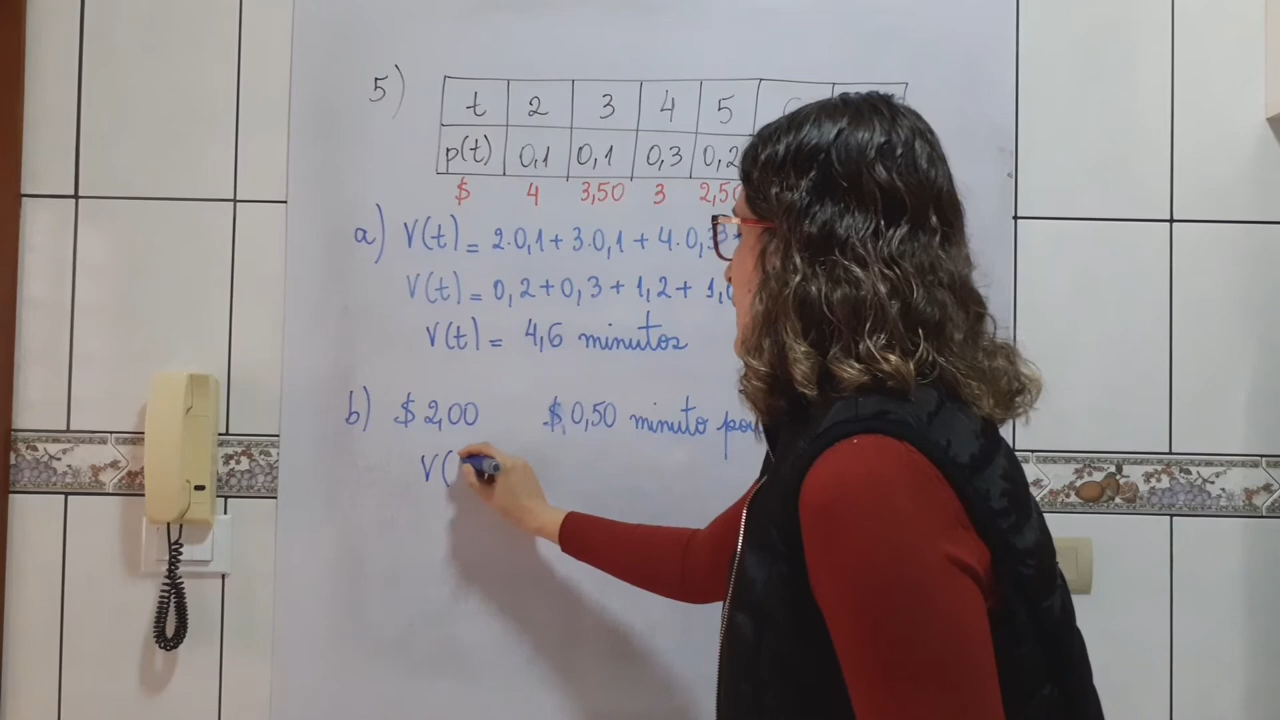 5)
t 2 3 4 5
p(t) 0,1 0,1 0,3 0,2
$ 4 3,50 3 2,50
a) V(t) = 2·0,1 + 3·0,1 + 4·0,3 +
V(t) = 0,2 + 0,3 + 1,2 + 1,0
V(t) = 4,6 minutos
b) $ 2,00 $ 0,50 minuto
V(